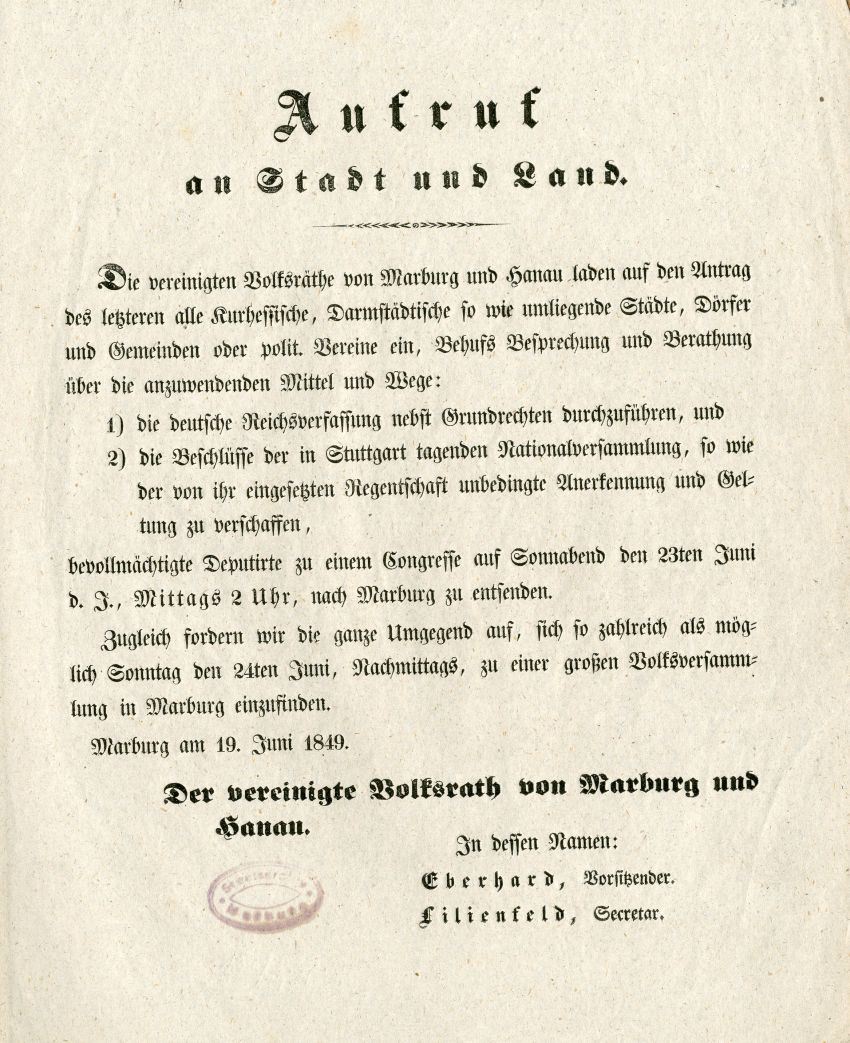 Aufruf
an Stadt und Land.
Die vereinigten Volksräthe von Marburg und Hanau laden auf den Antrag
des letzteren alle Kurhessische, Darmstädtische so wie umliegende Städte, Dörfer
und Gemeinden oder polit. Vereine ein, Behufs Besprechung und Berathung
über die anzuwendenden Mittel und Wege:
1) die deutsche Reichsverfassung nebst Grundrechten durchzuführen, und
2) die Beschlüsse der in Stuttgart tagenden Nationalversammlung, so wie
der von ihr eingesetzten Regentschaft unbedingte Anerkennung und Gel-
tung zu verschaffen,
bevollmächtigte Deputirte zu einem Congresse auf Sonnabend den 23ten Juni
d. J., Mittags 2 Uhr, nach Marburg zu entsenden.
Zugleich fordern wir die ganze Umgegend auf, sich so zahlreich als mög-
lich Sonntag den 24ten Juni, Nachmittags, zu einer großen Volksversamm-
lung in Marburg einzufinden.
Marburg am 19. Juni 1849.
Der vereinigte Volksrath von Marburg und
Hanau.
In dessen Namen:
Eberhard, Vorsitzender.
Lilienfeld, Secretar.
Marburg